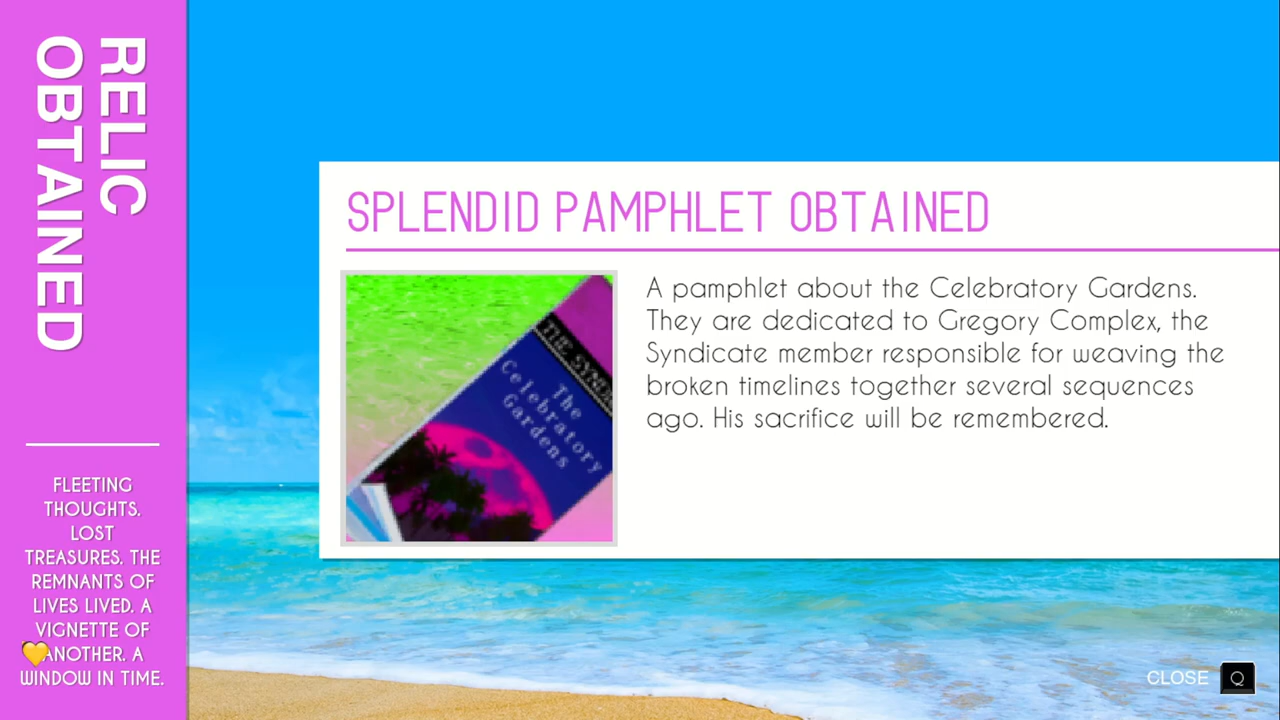 RELIC
OBTAINED
FLEETING
THOUGHTS.
LOST
TREASURES. THE
REMNANTS OF
LIVES LIVED. A
VIGNETTE OF
ANOTHER. A
WINDOW IN TIME.
SPLENDID PAMPHLET OBTAINED
THE SYND
The
Celebratory
Gardens
A pamphlet about the Celebratory Gardens.
They are dedicated to Gregory Complex, the
Syndicate member responsible for weaving the
broken timelines together several sequences
ago. His sacrifice will be remembered.
CLOSE Q